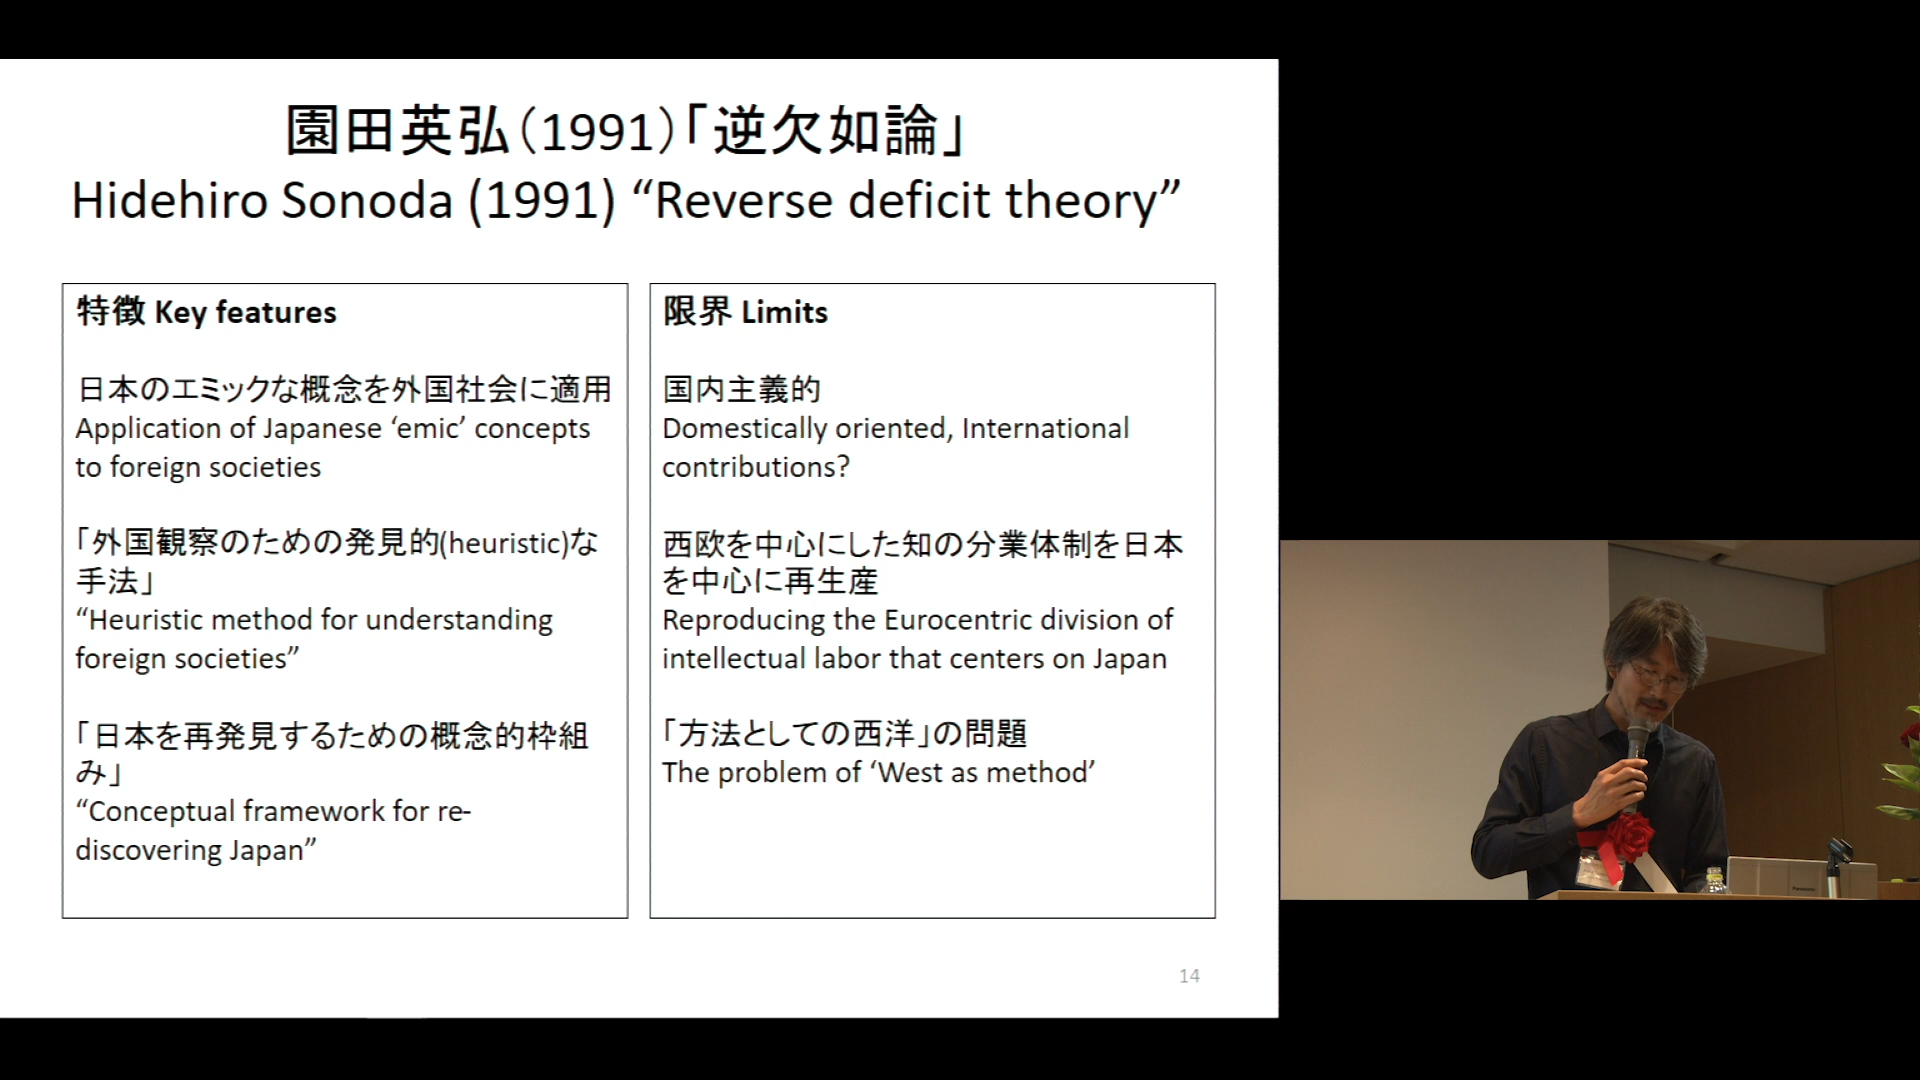 園田英弘（1991）「逆欠如論」
Hidehiro Sonoda (1991) “Reverse deficit theory”
特徴 Key features
日本のエミックな概念を外国社会に適用
Application of Japanese ‘emic’ concepts
to foreign societies
「外国観察のための発見的(heuristic)な
手法」
“Heuristic method for understanding
foreign societies”
「日本を再発見するための概念的枠組
み」
“Conceptual framework for re-
discovering Japan”
限界 Limits
国内主義的
Domestically oriented, International
contributions?
西欧を中心にした知の分業体制を日本
を中心に再生産
Reproducing the Eurocentric division of
intellectual labor that centers on Japan
「方法としての西洋」の問題
The problem of ‘West as method’
14
Panasonic